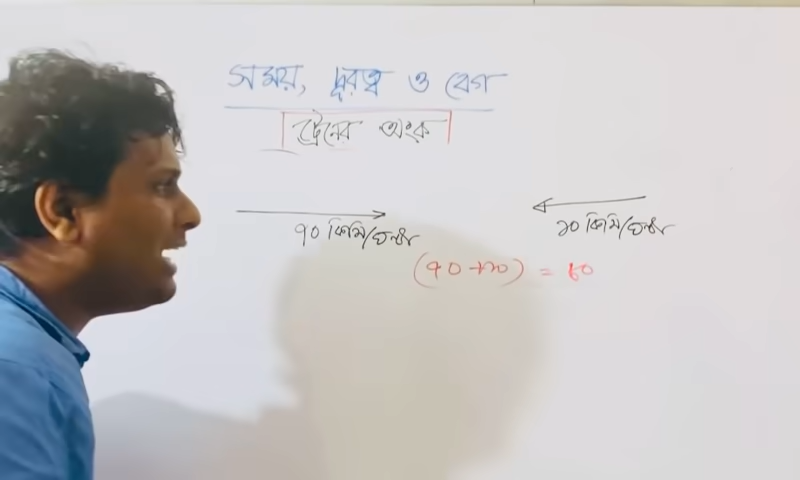 সময়, দূরত্ব ও বেগ
ট্রেনের অংক
৭০ কিমি/ঘন্টা ১০ কিমি/ঘন্টা
(৭০+১০) = ৮০